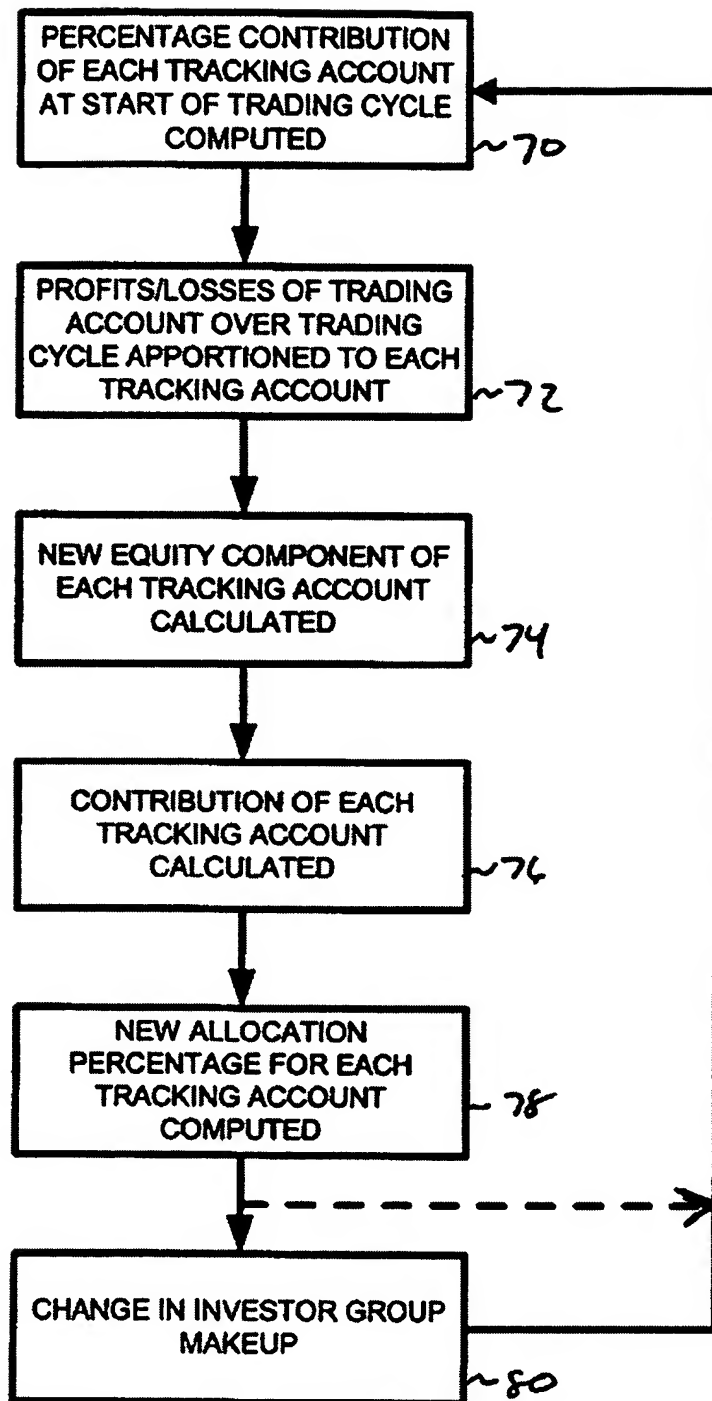 PERCENTAGE CONTRIBUTION
OF EACH TRACKING ACCOUNT
AT START OF TRADING CYCLE
COMPUTED
~70
PROFITS/LOSSES OF TRADING
ACCOUNT OVER TRADING
CYCLE APPORTIONED TO EACH
TRACKING ACCOUNT
~72
NEW EQUITY COMPONENT OF
EACH TRACKING ACCOUNT
CALCULATED
~74
CONTRIBUTION OF EACH
TRACKING ACCOUNT
CALCULATED
~76
NEW ALLOCATION
PERCENTAGE FOR EACH
TRACKING ACCOUNT
COMPUTED
~78
CHANGE IN INVESTOR GROUP
MAKEUP
~80